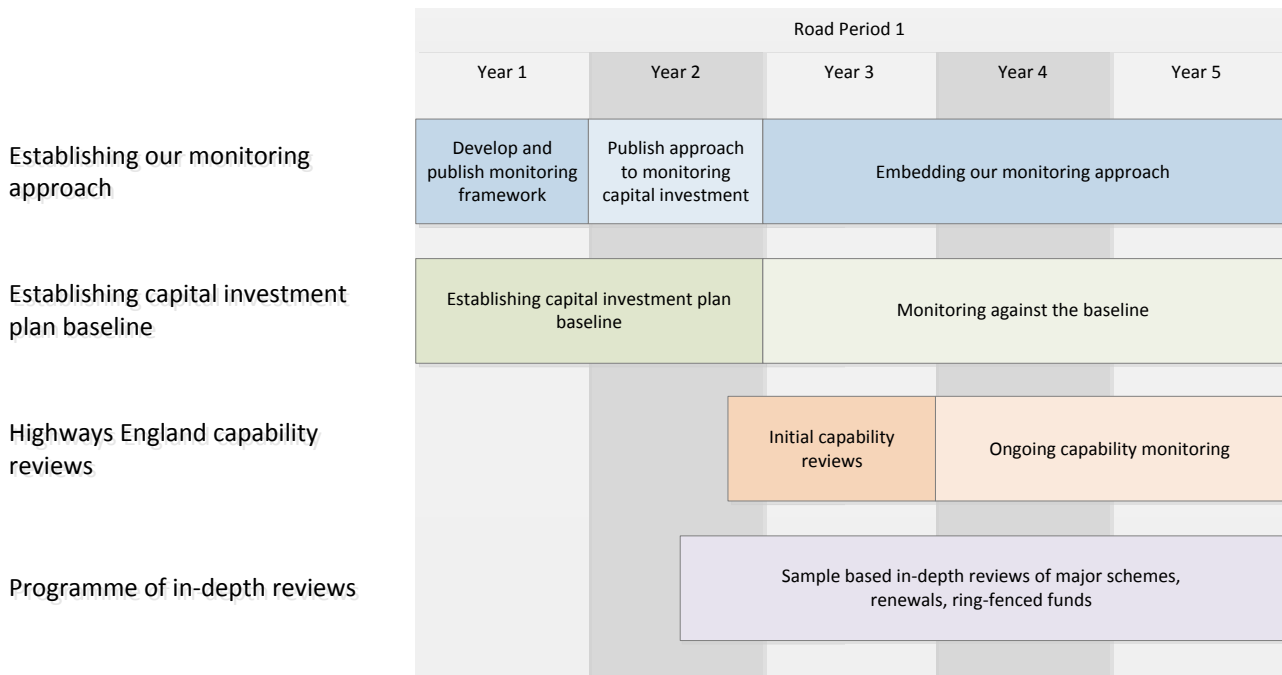 Road Period 1
Year 1
Year 2
Year 3
Year 4
Year 5
Establishing our monitoring
approach
Develop and
publish monitoring
framework
Publish approach
to monitoring
capital investment
Embedding our monitoring approach
Establishing capital investment
plan baseline
Establishing capital investment plan
baseline
Monitoring against the baseline
Highways England capability
reviews
Initial capability
reviews
Ongoing capability monitoring
Programme of in-depth reviews
Sample based in-depth reviews of major schemes,
renewals, ring-fenced funds